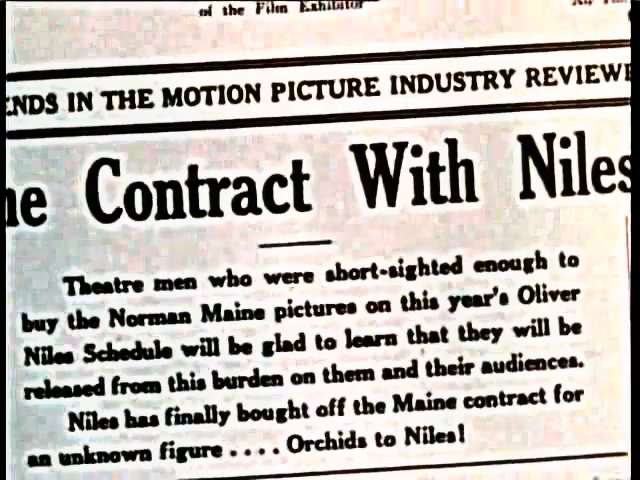 of the Film Exhibitor
ENDS IN THE MOTION PICTURE INDUSTRY REVIEWE
ne Contract With Niles
Theatre men who were short-sighted enough to
buy the Norman Maine pictures on this year's Oliver
Niles Schedule will be glad to learn that they will be
released from this burden on them and their audiences.
Niles has finally bought off the Maine contract for
an unknown figure .... Orchids to Niles!